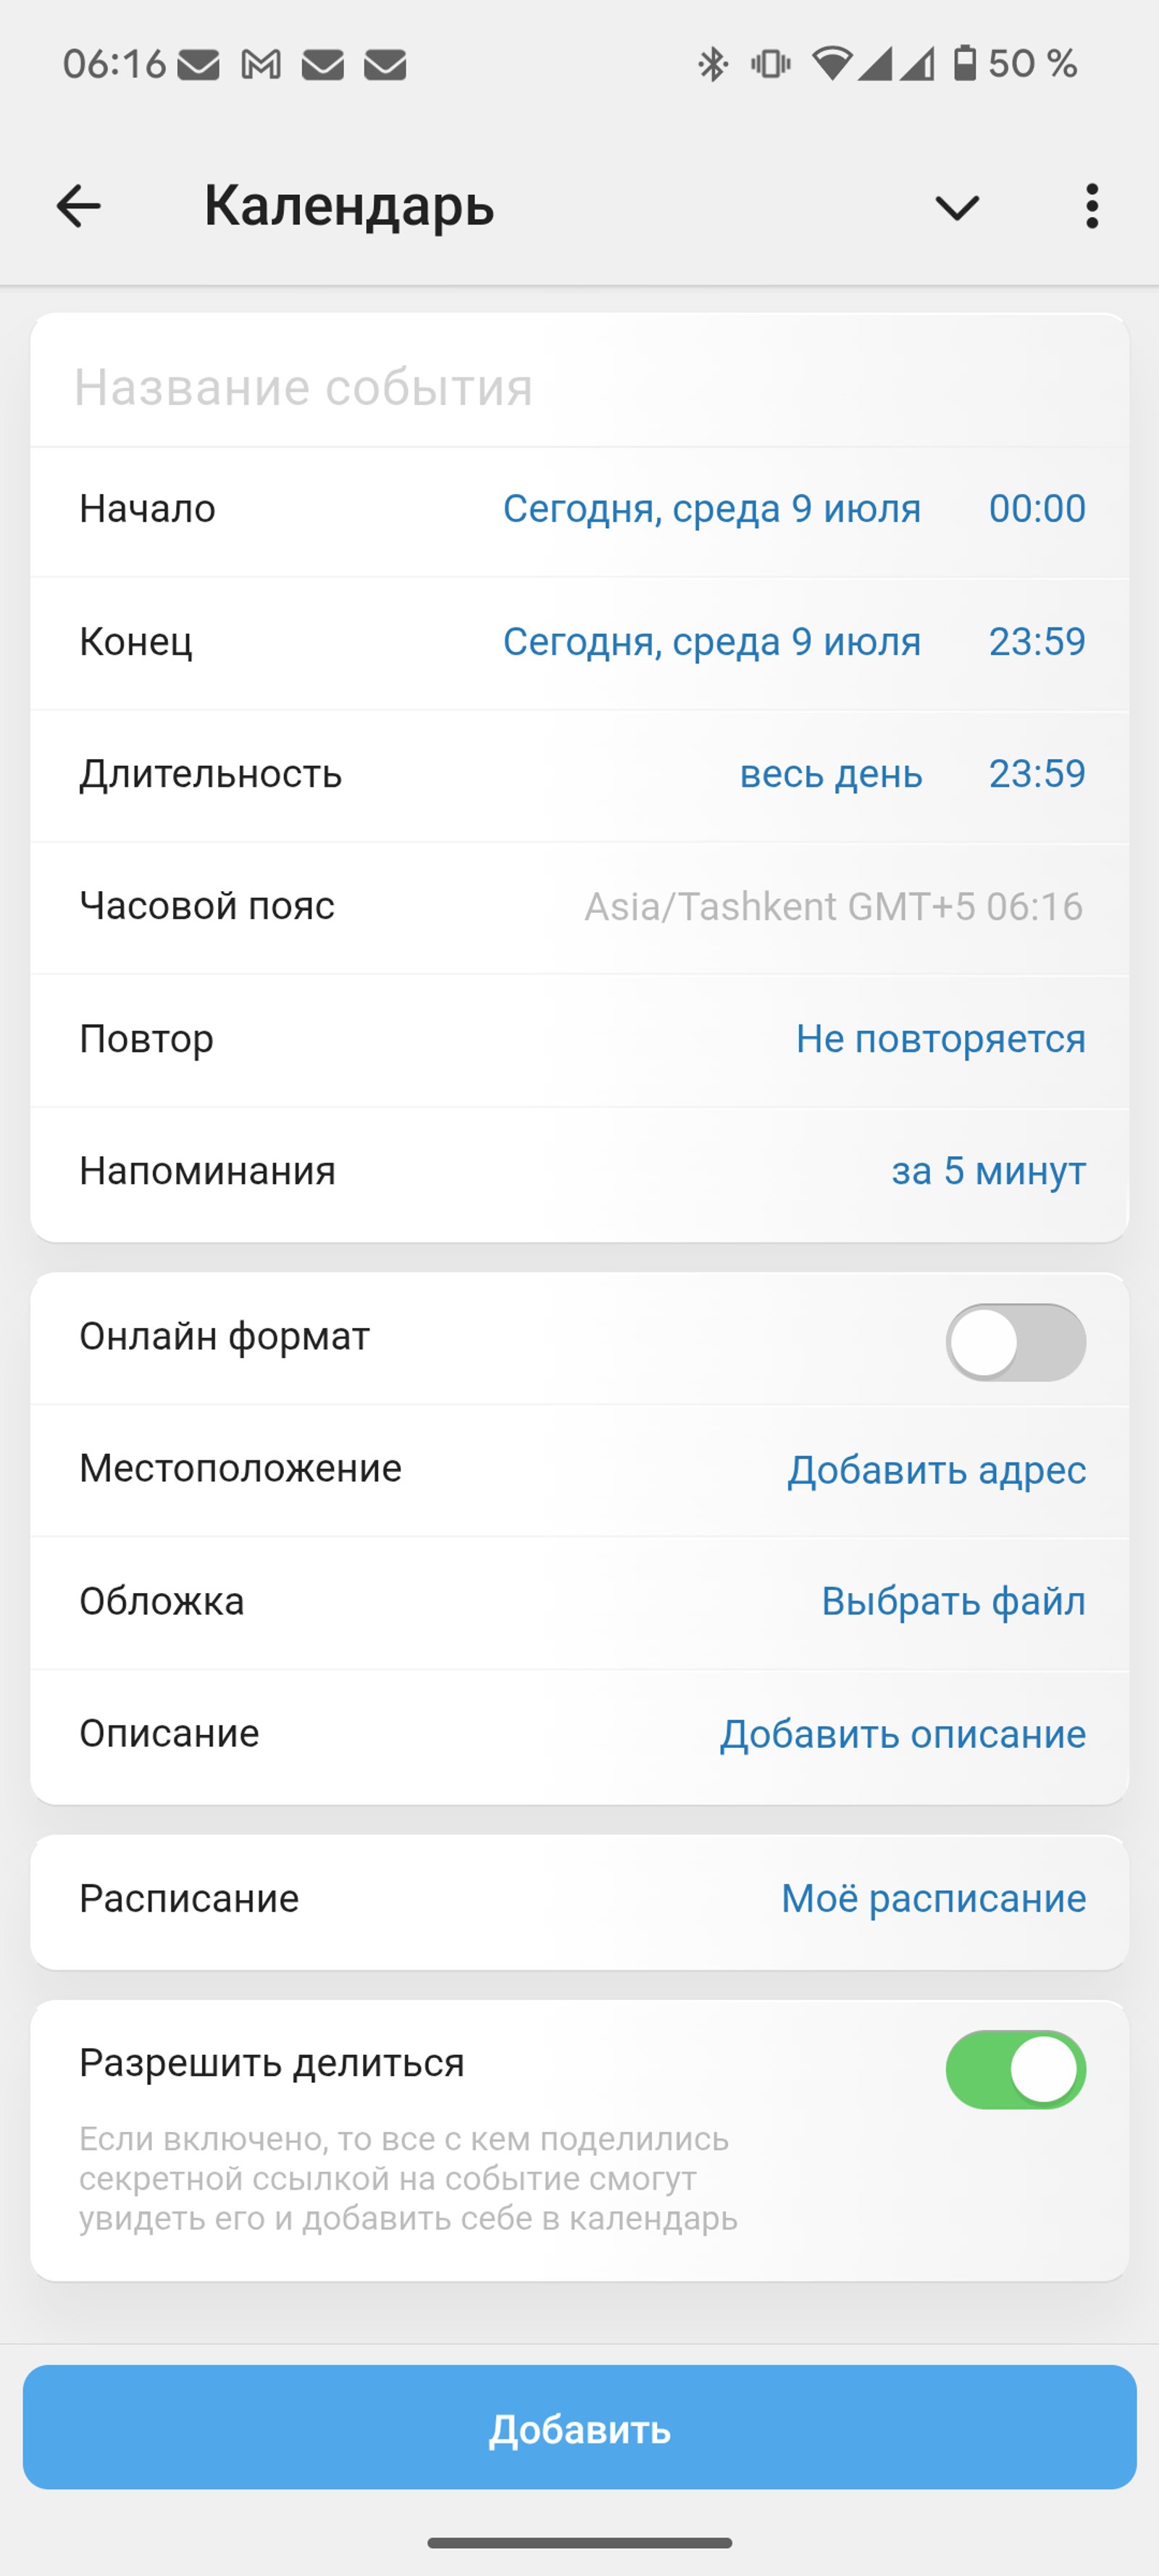 06:16 50 %
Календарь
Название события
Начало Сегодня, среда 9 июля 00:00
Конец Сегодня, среда 9 июля 23:59
Длительность весь день 23:59
Часовой пояс Asia/Tashkent GMT+5 06:16
Повтор Не повторяется
Напоминания за 5 минут
Онлайн формат
Местоположение Добавить адрес
Обложка Выбрать файл
Описание Добавить описание
Расписание Моё расписание
Разрешить делиться
Если включено, то все с кем поделились
секретной ссылкой на событие смогут
увидеть его и добавить себе в календарь
Добавить